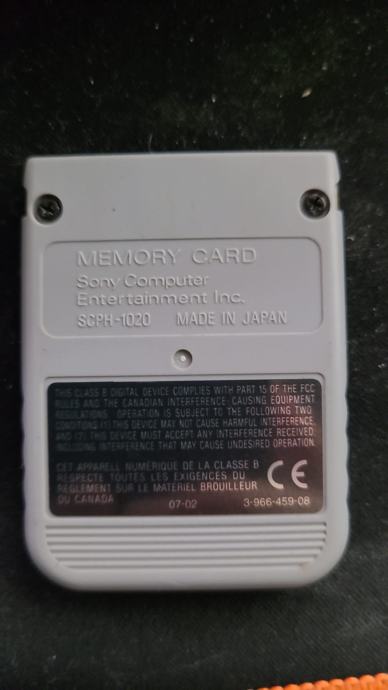 MEMORY CARD
Sony Computer
Entertainment Inc.
SCPH-1020 MADE IN JAPAN
THIS CLASS B DIGITAL DEVICE COMPLIES WITH PART 15 OF THE FCC
RULES AND THE CANADIAN INTERFERENCE-CAUSING EQUIPMENT
REGULATIONS. OPERATION IS SUBJECT TO THE FOLLOWING TWO
CONDITIONS (1) THIS DEVICE MAY NOT CAUSE HARMFUL INTERFERENCE,
AND (2) THIS DEVICE MUST ACCEPT ANY INTERFERENCE RECEIVED,
INCLUDING INTERFERENCE THAT MAY CAUSE UNDESIRED OPERATION.
CET APPAREIL NUMÉRIQUE DE LA CLASSE B
RESPECTE TOUTES LES EXIGENCES DU
RÈGLEMENT SUR LE MATERIEL BROUILLEUR
DU CANADA
CE
07-02 3-966-459-08